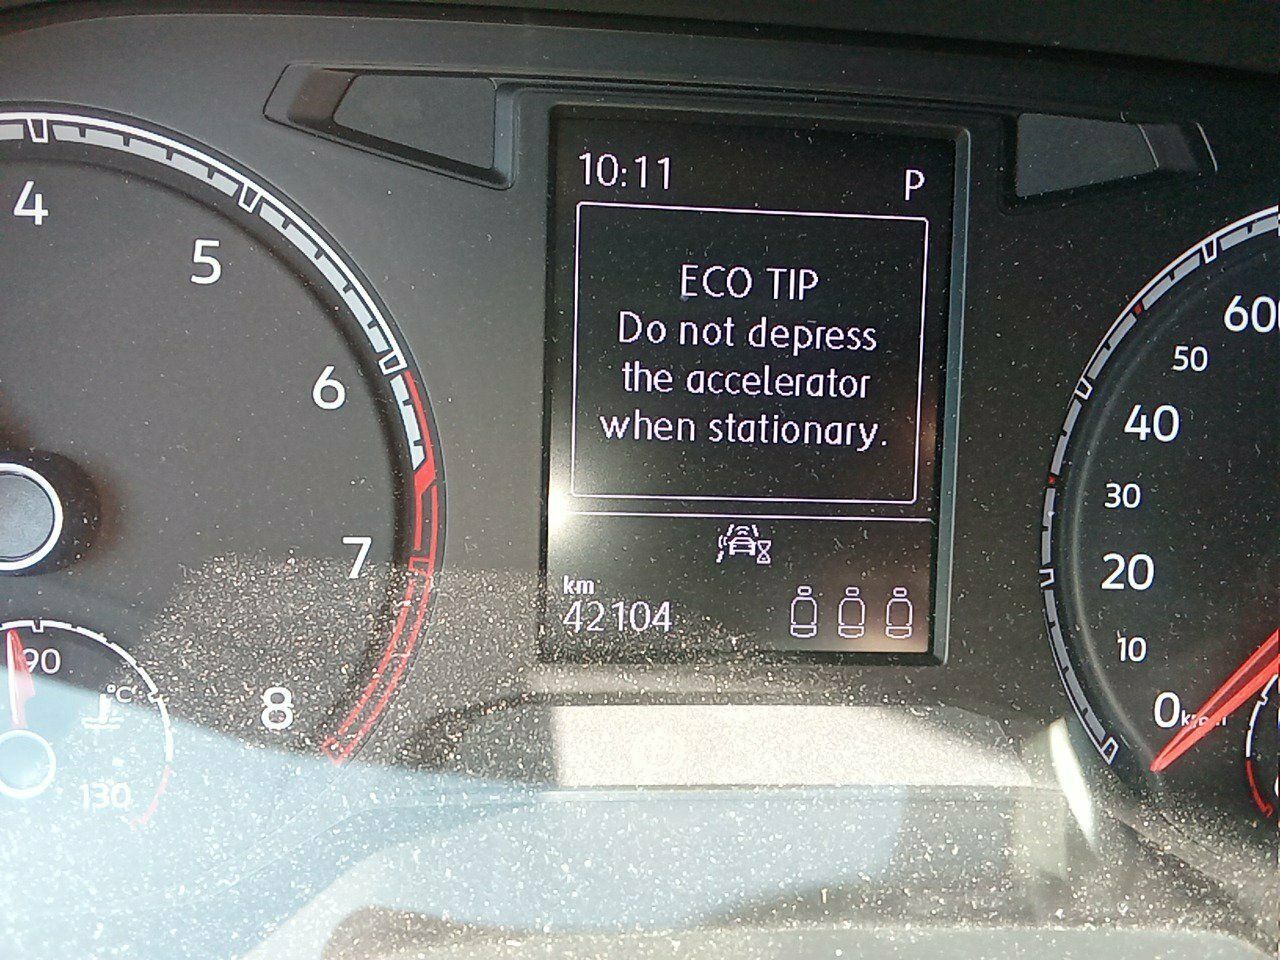 10:11 P
ECO TIP
Do not depress
the accelerator
when stationary.
km
42104
4
5
6
7
8
90
°C
130
60
50
40
30
20
10
0